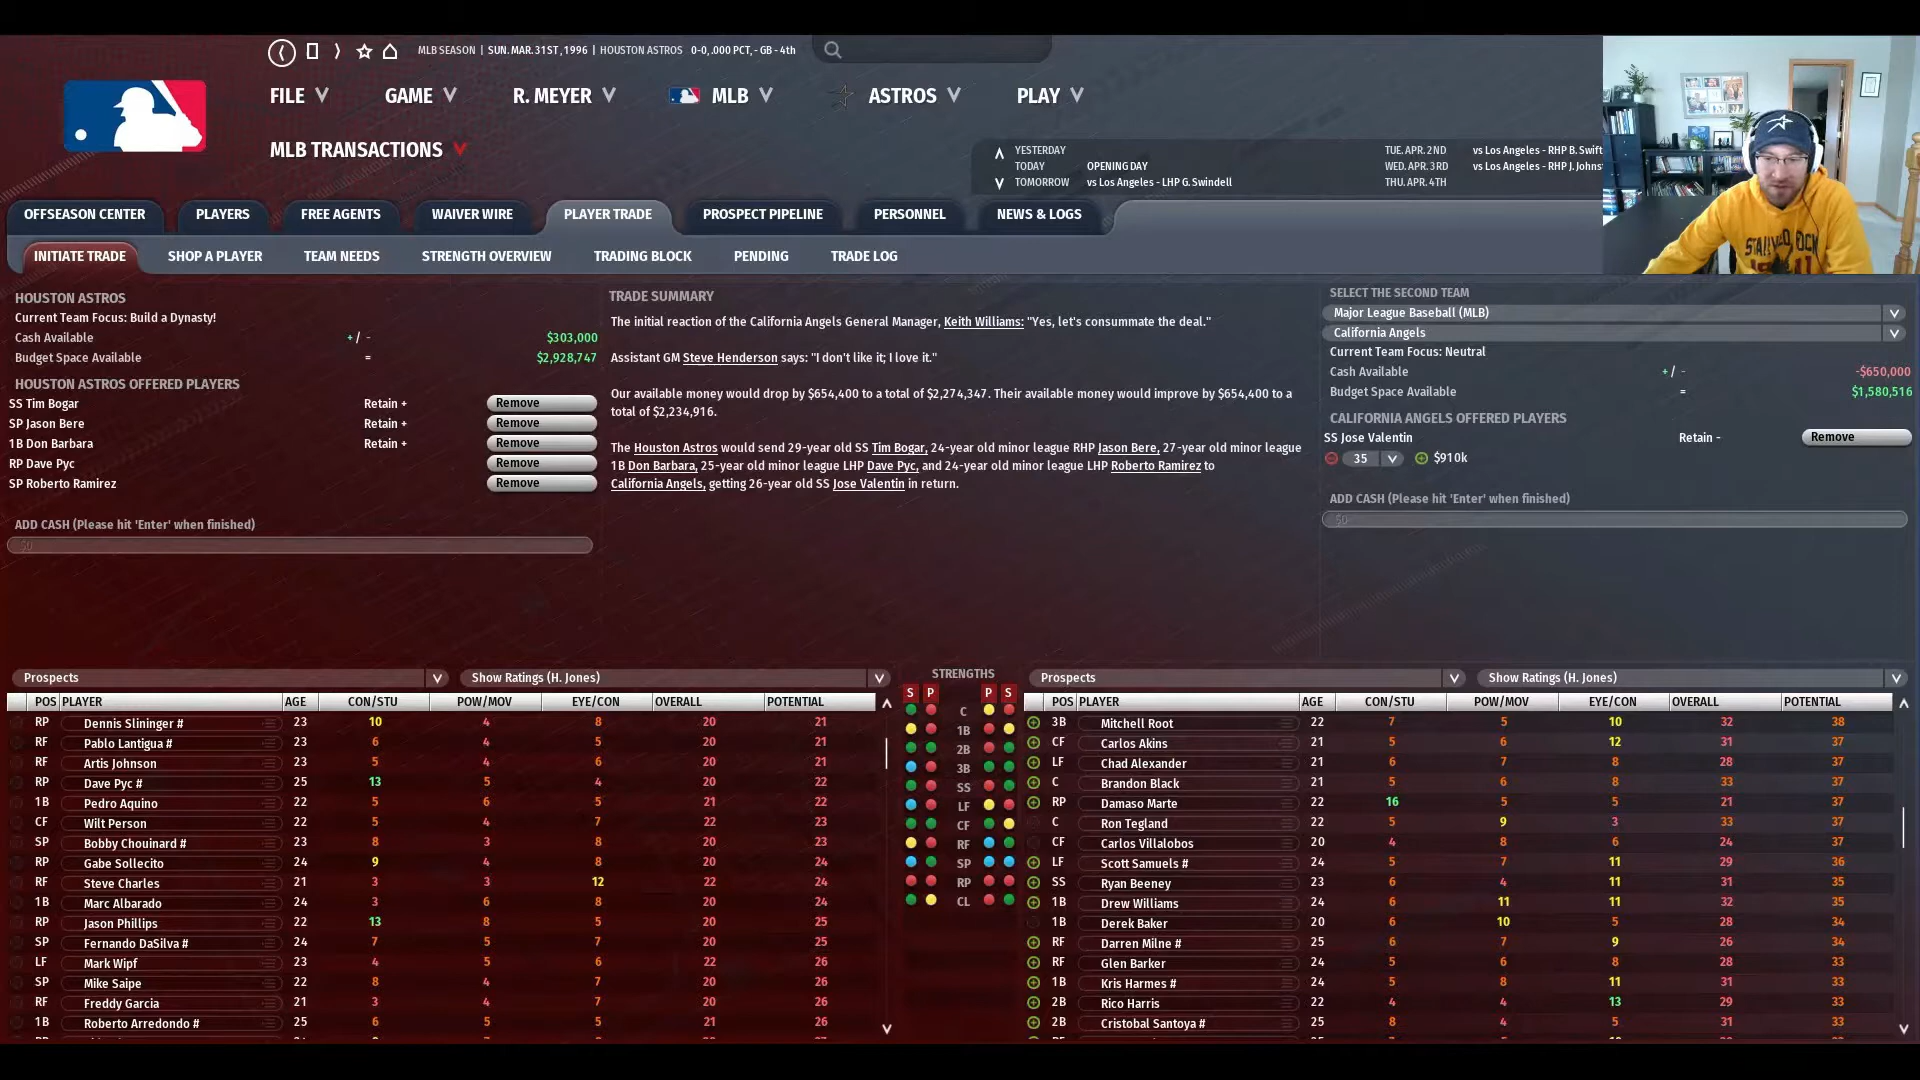 MLB SEASON | SUN. MAR. 31ST, 1996 | HOUSTON ASTROS 0-0, .000 PCT, - GB - 4th
FILE GAME R. MEYER MLB ASTROS PLAY
MLB TRANSACTIONS
YESTERDAY
TODAY OPENING DAY
TOMORROW vs Los Angeles - LHP G. Swindell
TUE. APR. 2ND vs Los Angeles - RHP B. Swift
WED. APR. 3RD vs Los Angeles - RHP J. Johns
THU. APR. 4TH
OFFSEASON CENTER PLAYERS FREE AGENTS WAIVER WIRE PLAYER TRADE PROSPECT PIPELINE PERSONNEL NEWS & LOGS
INITIATE TRADE SHOP A PLAYER TEAM NEEDS STRENGTH OVERVIEW TRADING BLOCK PENDING TRADE LOG
HOUSTON ASTROS
Current Team Focus: Build a Dynasty!
Cash Available + / - $303,000
Budget Space Available = $2,928,747
HOUSTON ASTROS OFFERED PLAYERS
SS Tim Bogar Retain + Remove
SP Jason Bere Retain + Remove
1B Don Barbara Retain + Remove
RP Dave Pyc Remove
SP Roberto Ramirez Remove
ADD CASH (Please hit 'Enter' when finished)
$0
TRADE SUMMARY
The initial reaction of the California Angels General Manager, Keith Williams: "Yes, let's consummate the deal."
Assistant GM Steve Henderson says: "I don't like it; I love it."
Our available money would drop by $654,400 to a total of $2,274,347. Their available money would improve by $654,400 to a
total of $2,234,916.
The Houston Astros would send 29-year old SS Tim Bogar, 24-year old minor league RHP Jason Bere, 27-year old minor league
1B Don Barbara, 25-year old minor league LHP Dave Pyc, and 24-year old minor league LHP Roberto Ramirez to
California Angels, getting 26-year old SS Jose Valentin in return.
SELECT THE SECOND TEAM
Major League Baseball (MLB)
California Angels
Current Team Focus: Neutral
Cash Available + / - -$650,000
Budget Space Available = $1,580,516
CALIFORNIA ANGELS OFFERED PLAYERS
SS Jose Valentin Retain - Remove
35 $910k
ADD CASH (Please hit 'Enter' when finished)
$0
Prospects Show Ratings (H. Jones)
POS PLAYER AGE CON/STU POW/MOV EYE/CON OVERALL POTENTIAL
RP Dennis Slininger # 23 10 4 8 20 21
RF Pablo Lantigua # 23 6 4 5 20 21
RF Artis Johnson 23 5 4 6 20 21
RP Dave Pyc # 25 13 5 4 20 22
1B Pedro Aquino 22 5 6 5 21 22
CF Wilt Person 22 5 4 7 22 23
SP Bobby Chouinard # 23 8 3 8 20 23
RP Gabe Sollecito 24 9 4 8 20 24
RF Steve Charles 21 3 3 12 22 24
1B Marc Albarado 24 3 6 8 20 24
RP Jason Phillips 22 13 8 5 20 25
SP Fernando DaSilva # 24 7 5 7 20 25
LF Mark Wipf 23 4 5 6 22 26
SP Mike Saipe 22 8 4 7 20 26
RF Freddy Garcia 21 3 4 7 20 26
1B Roberto Arredondo # 25 6 5 5 21 26
STRENGTHS
S P P S
C
1B
2B
3B
SS
LF
CF
RF
SP
RP
CL
Prospects Show Ratings (H. Jones)
POS PLAYER AGE CON/STU POW/MOV EYE/CON OVERALL POTENTIAL
3B Mitchell Root 22 7 5 10 32 38
CF Carlos Akins 21 5 6 12 31 37
LF Chad Alexander 21 6 7 8 28 37
C Brandon Black 21 5 6 8 33 37
RP Damaso Marte 22 16 5 5 21 37
C Ron Tegland 22 5 9 3 33 37
CF Carlos Villalobos 20 4 8 6 24 37
LF Scott Samuels # 24 5 7 11 29 36
SS Ryan Beeney 23 6 4 11 31 35
1B Drew Williams 24 6 11 11 32 35
1B Derek Baker 20 6 10 5 28 34
RF Darren Milne # 25 6 7 9 26 34
RF Glen Barker 24 5 6 8 28 33
1B Kris Harmes # 24 5 8 11 31 33
2B Rico Harris 22 4 4 13 29 33
2B Cristobal Santoya # 25 8 4 5 31 33